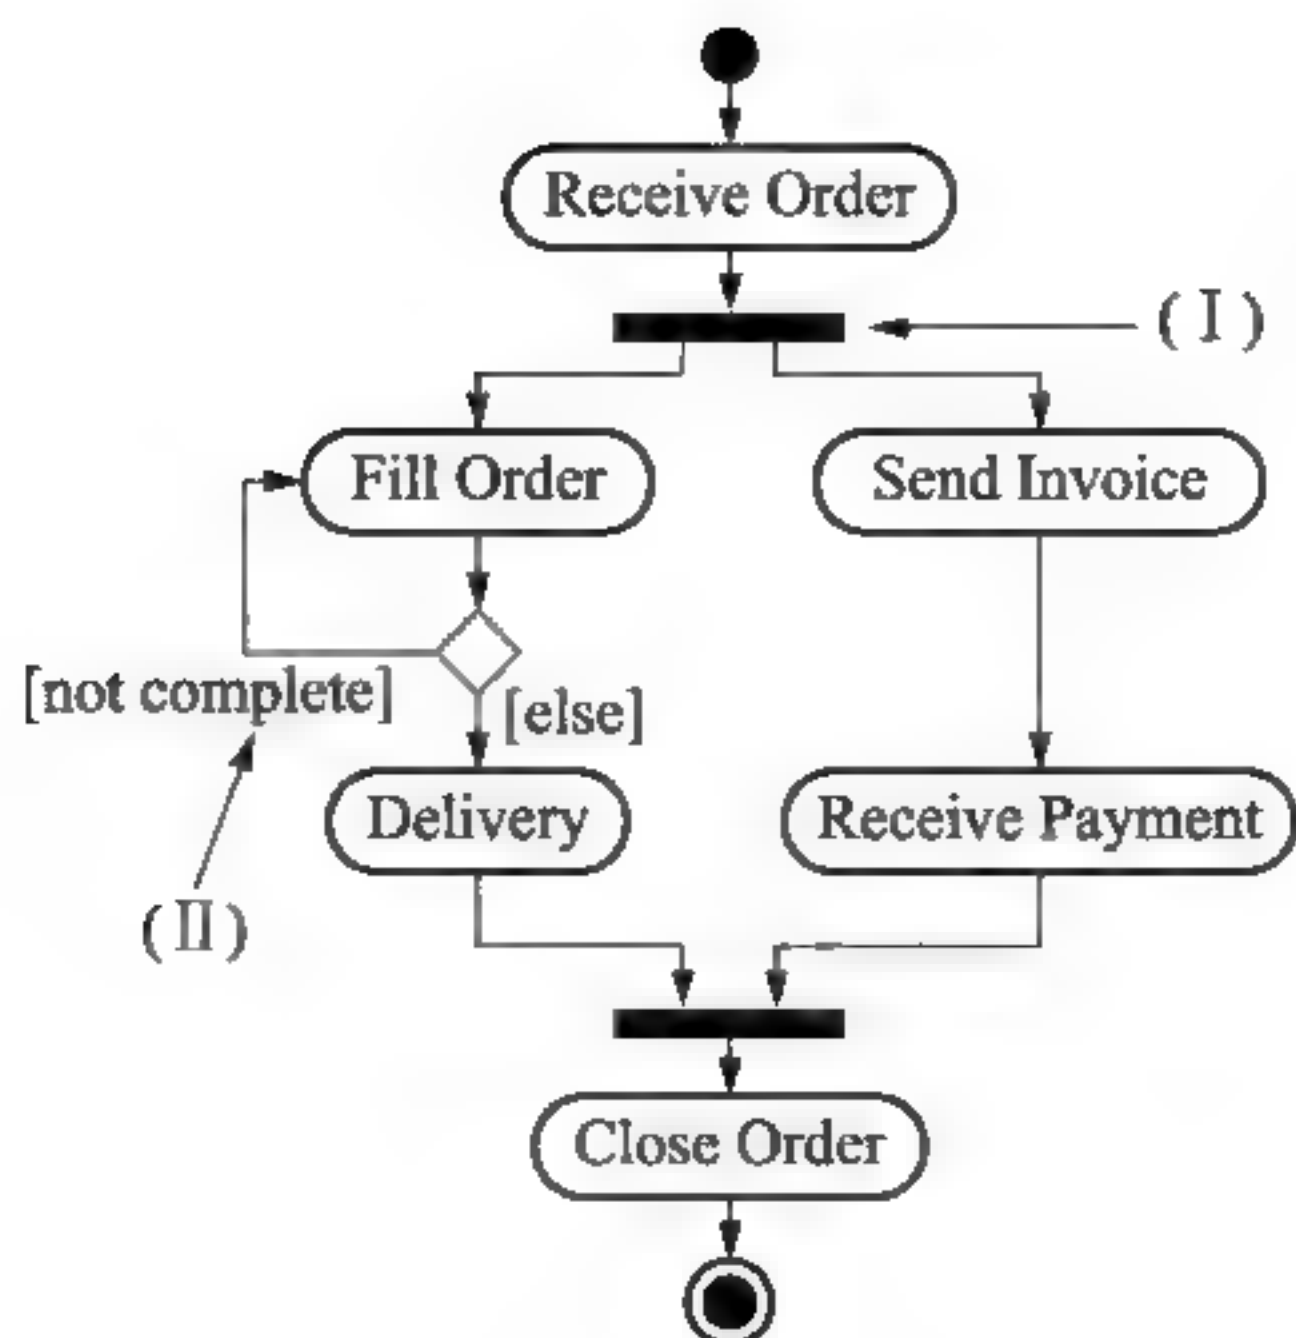 Receive Order
( Ⅰ )
Fill Order
Send Invoice
[not complete]
[else]
Delivery
Receive Payment
( Ⅱ )
Close Order